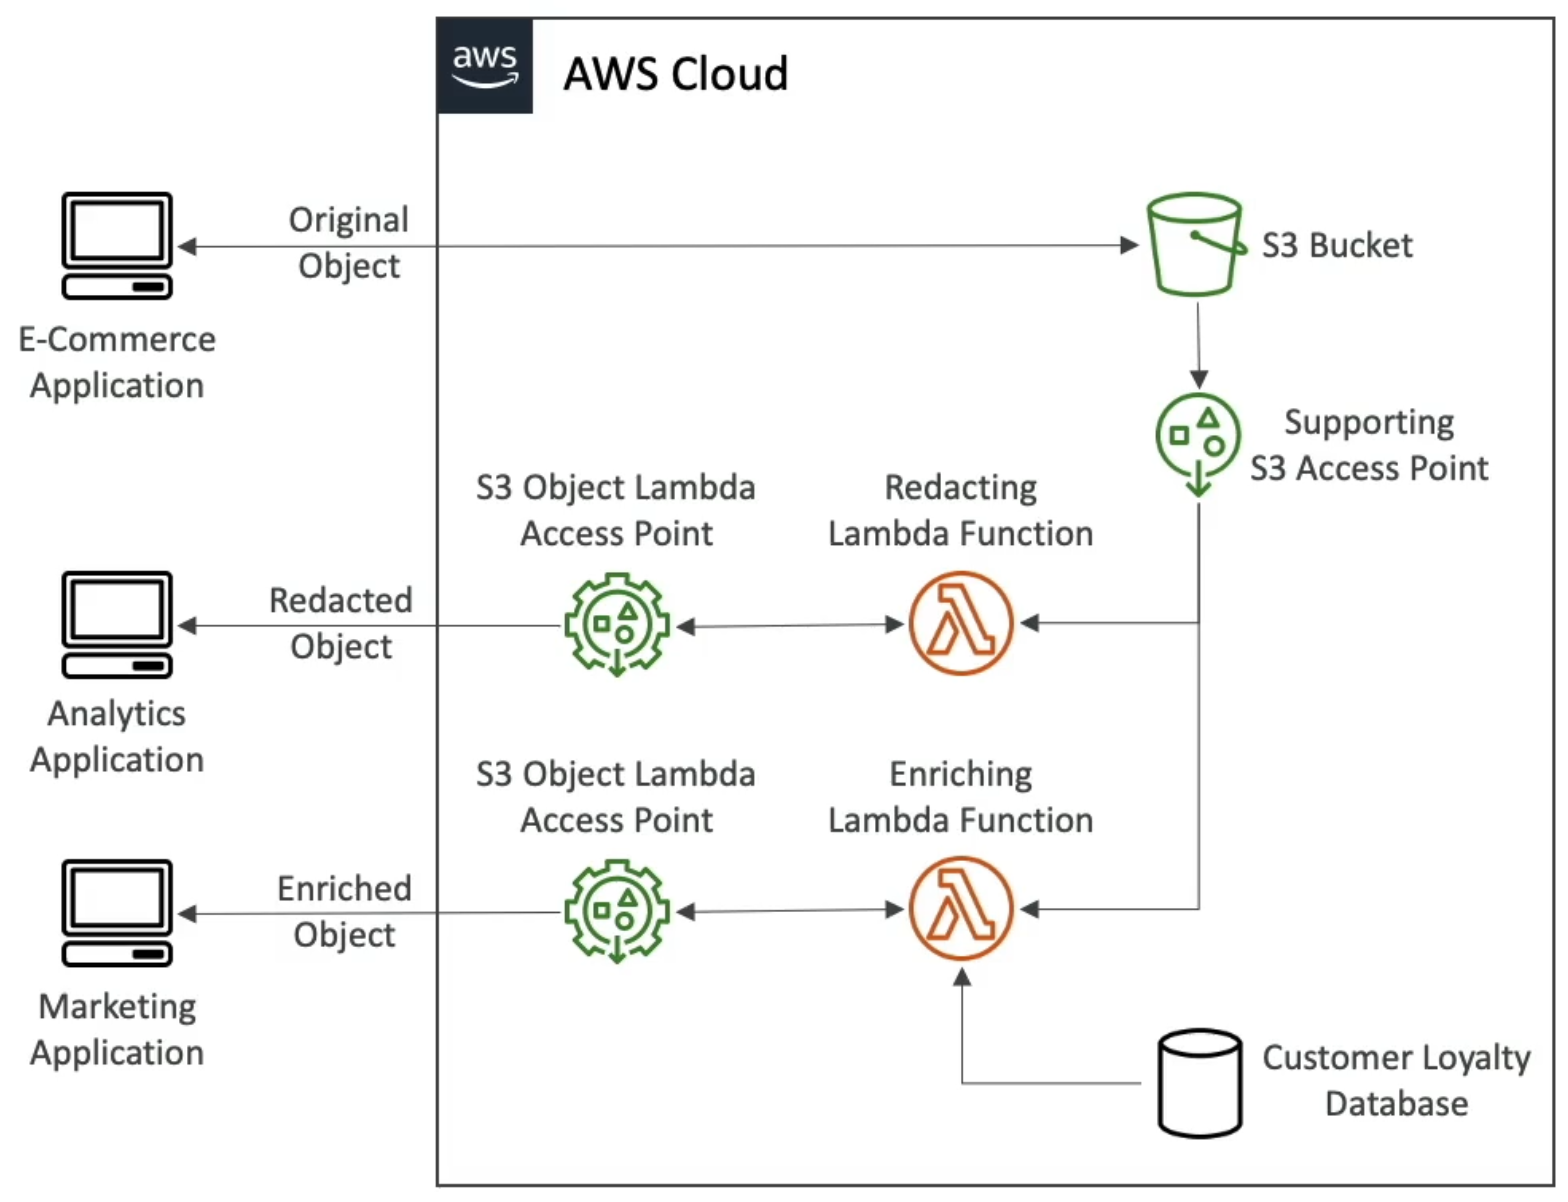 aws
AWS Cloud
Original
Object
S3 Bucket
E-Commerce
Application
Supporting
S3 Access Point
S3 Object Lambda
Access Point
Redacting
Lambda Function
Redacted
Object
Analytics
Application
S3 Object Lambda
Access Point
Enriching
Lambda Function
Enriched
Object
Marketing
Application
Customer Loyalty
Database